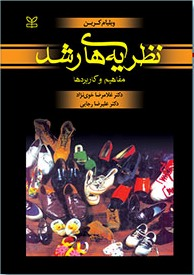 ویلیام کرین
نظریه‌های رشد
مفاهیم و کاربردها
دکتر غلامرضا خوی‌نژاد
دکتر علیرضا رجایی